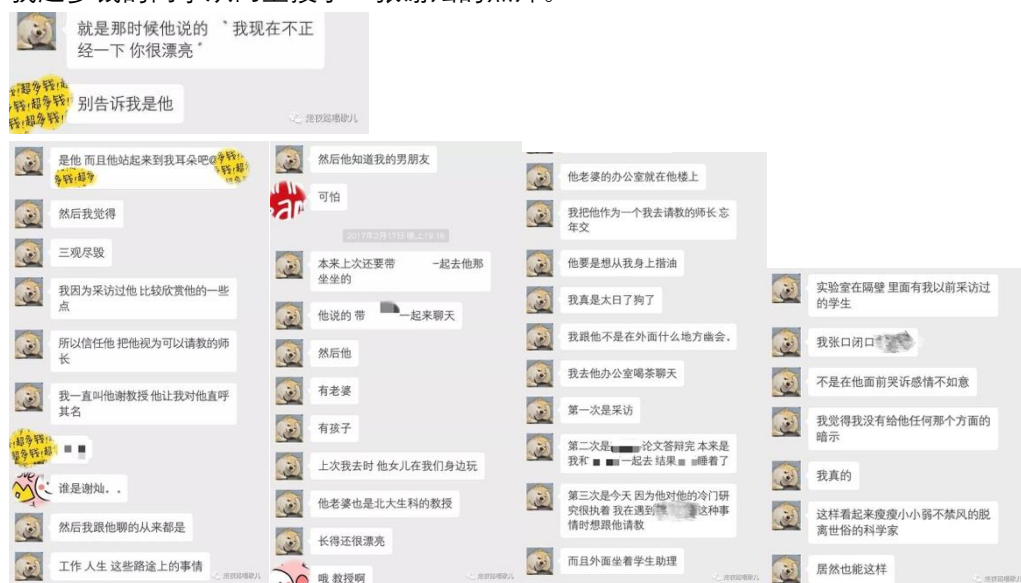 就是那时候他说的 “我现在不正
经一下 你很漂亮”
别告诉我是他
是他 而且他站起来到我耳朵吧@
然后我觉得
三观尽毁
我因为采访过他 比较欣赏他的一些
点
所以信任他 把他视为可以请教的师
长
我一直叫他谢教授 他让我对他直呼
其名
谁是谢灿。。
然后我跟他聊的从来都是
工作 人生 这些路途上的事情
然后他知道我的男朋友
可怕
2017年2月17日 晚上19:16
本来上次还要带 一起去他那
坐坐的
他说的 带 一起来聊天
然后他
有老婆
有孩子
上次我去时 他女儿在我们身边玩
他老婆也是北大生科的教授
长得还很漂亮
哦 教授啊
他老婆的办公室就在他楼上
我把他作为一个我去请教的师长 忘
年交
他要是想从我身上揩油
我真是太日了狗了
我跟他不是在外面什么地方幽会，
我去他办公室喝茶聊天
第一次是采访
第二次是 论文答辩完 本来是
我和 一起去 结果 睡着了
第三次是今天 因为他对他的冷门研
究很执着 我在遇到 这种事
情时想跟他请教
而且外面坐着学生助理
实验室在隔壁 里面有我以前采访过
的学生
我张口闭口
不是在他面前哭诉感情不如意
我觉得我没有给他任何那个方面的
暗示
我真的
这样看起来瘦瘦小小弱不禁风的脱
离世俗的科学家
居然也能这样